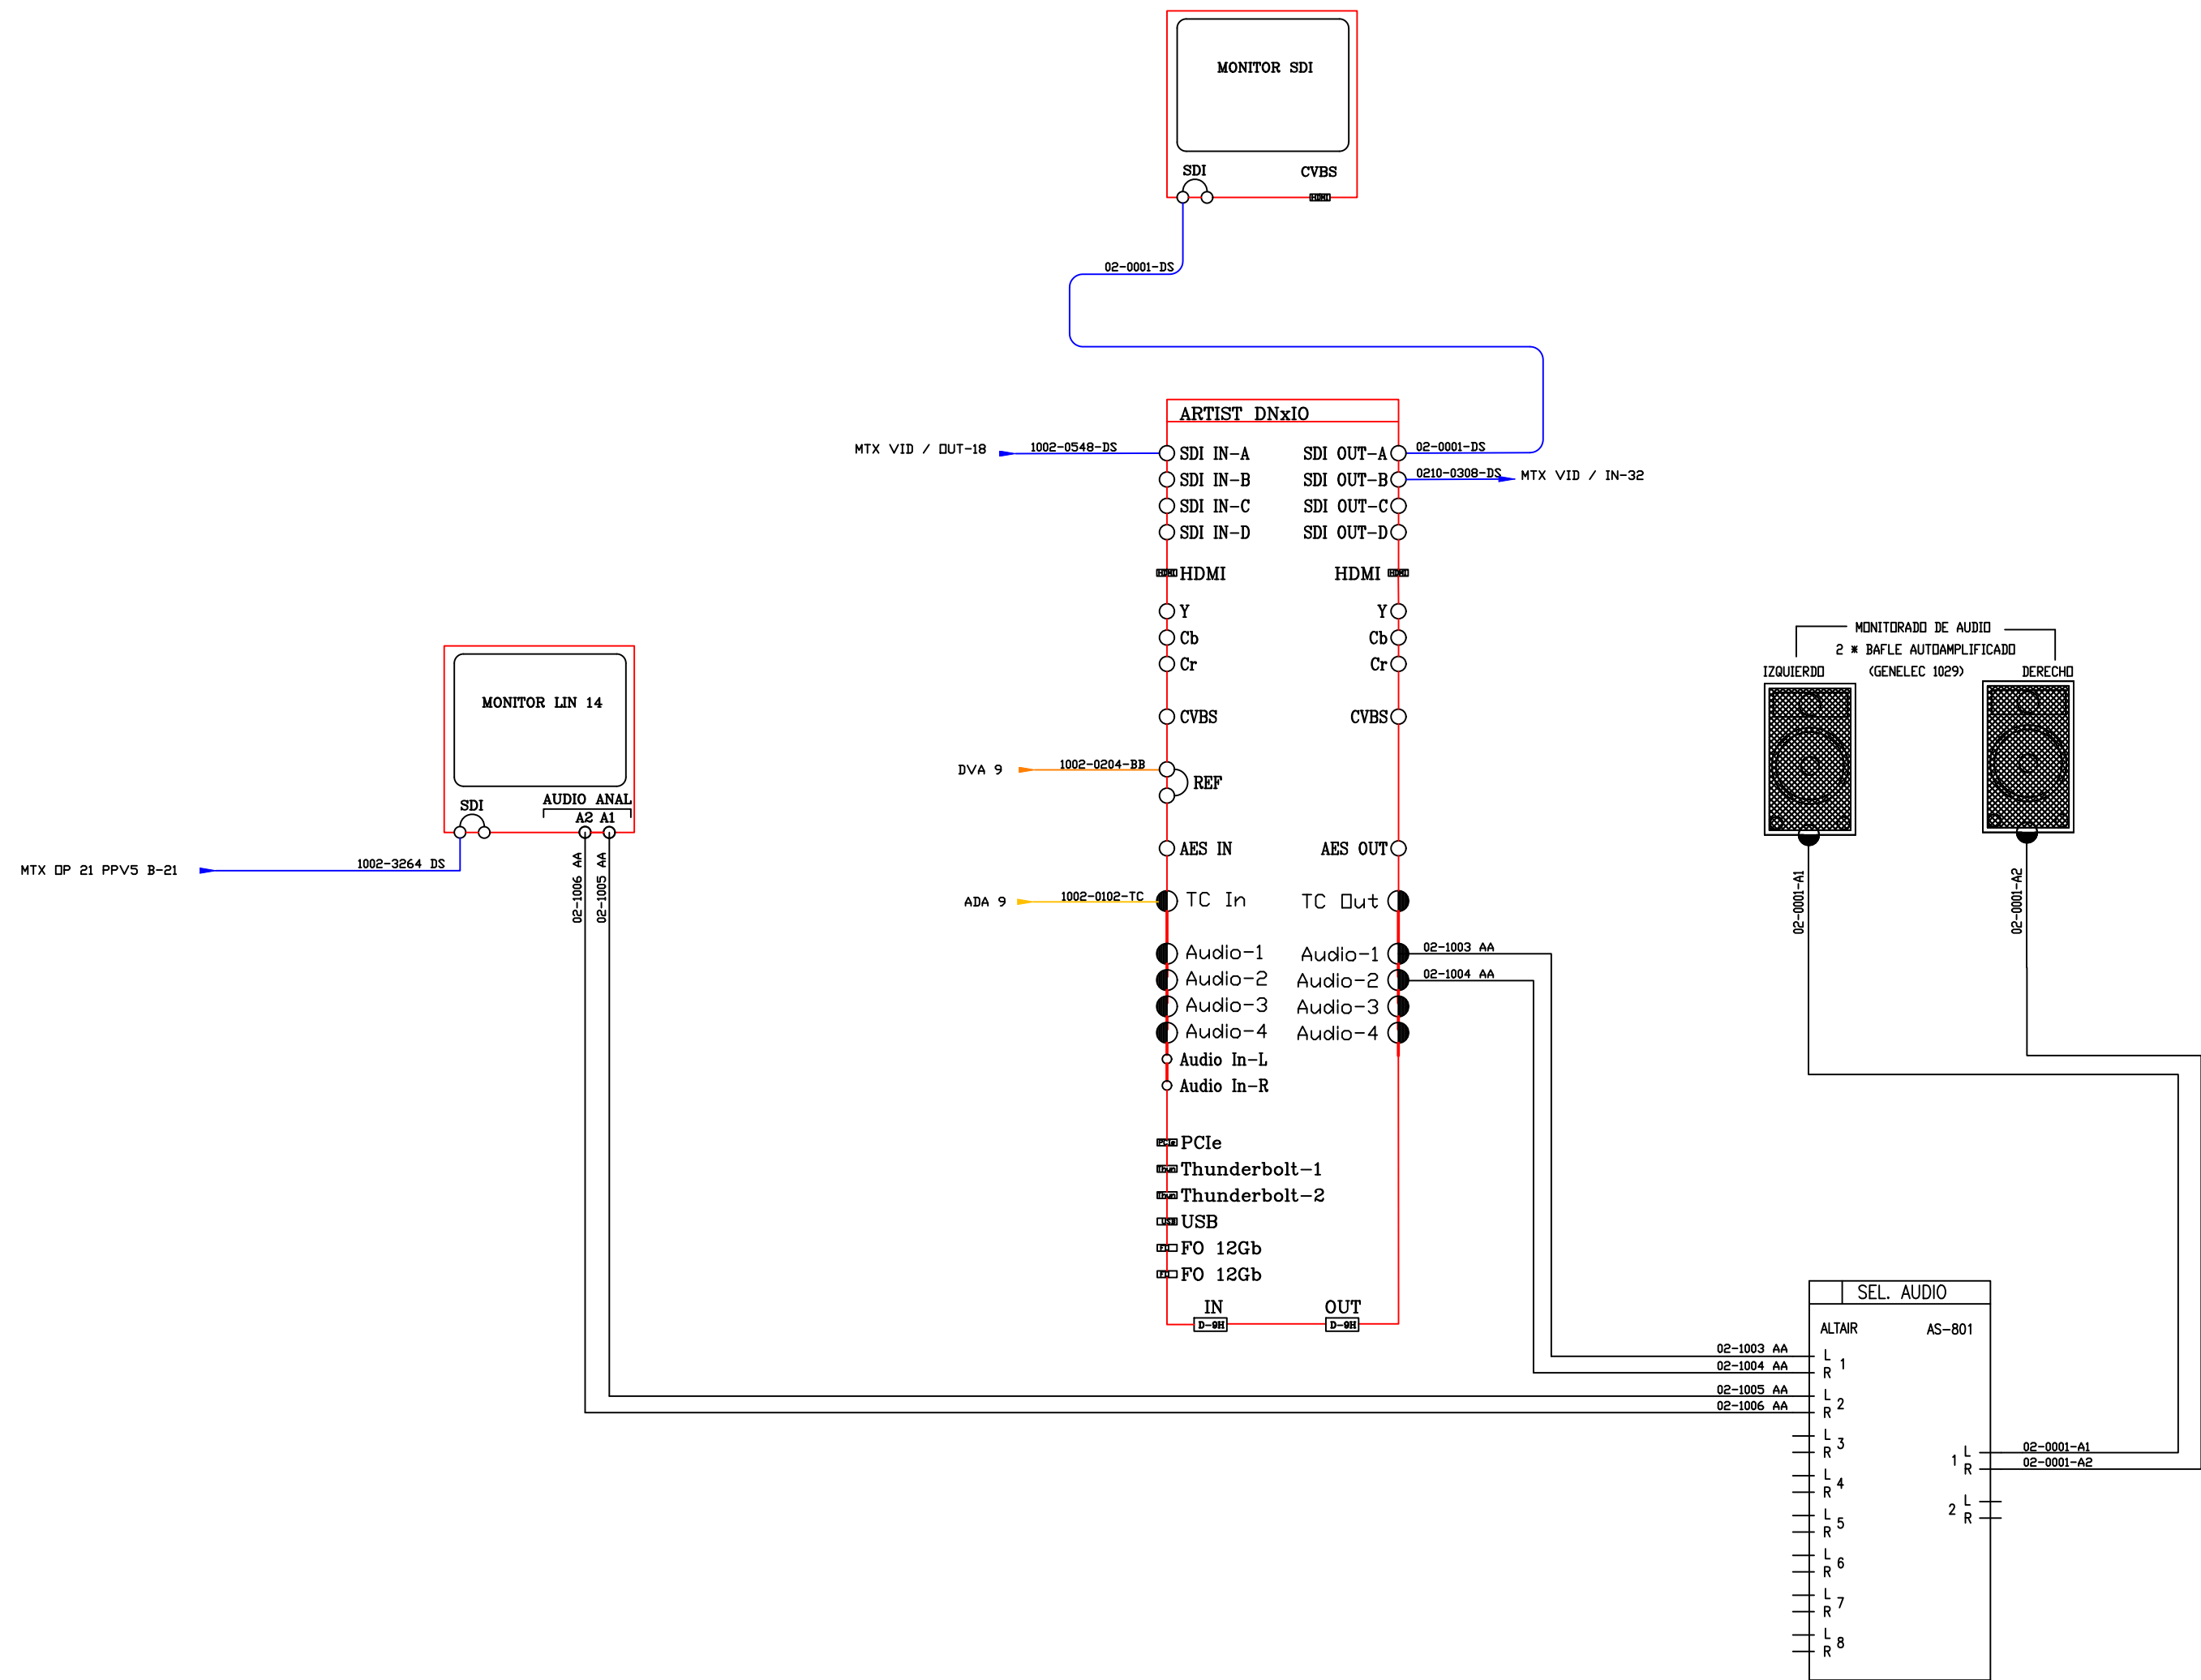 MONITOR SDI
SDI CVBS
HDMI
02-0001-DS
ARTIST DNxIO
MTX VID / OUT-18 1002-0548-DS SDI IN-A SDI OUT-A 02-0001-DS
SDI IN-B SDI OUT-B 0210-0308-DS MTX VID / IN-32
SDI IN-C SDI OUT-C
SDI IN-D SDI OUT-D
HDMI HDMI HDMI HDMI
Y Y
Cb Cb
Cr Cr
CVBS CVBS
DVA 9 1002-0204-BB REF
AES IN AES OUT
ADA 9 1002-0102-TC TC In TC Out
Audio-1 Audio-1 02-1003 AA
Audio-2 Audio-2 02-1004 AA
Audio-3 Audio-3
Audio-4 Audio-4
Audio In-L
Audio In-R
PCIe PCIe
Thunderbolt-1
Thunderbolt-2
USB USB
FO 12Gb
FO 12Gb
IN OUT
D-9H D-9H
MONITOR LIN 14
SDI AUDIO ANAL
A2 A1
MTX OP 21 PPV5 B-21 1002-3264 DS
02-1006 AA
02-1005 AA
MONITORADO DE AUDIO
2 * BAFLE AUTOAMPLIFICADO
IZQUIERDO (GENELEC 1029) DERECHO
02-0001-A1
02-0001-A2
SEL. AUDIO
ALTAIR AS-801
02-1003 AA L 1
02-1004 AA R
02-1005 AA L 2
02-1006 AA R
L 3
R
L 4
R
L 5
R
L 6
R
L 7
R
L 8
R
1 L 02-0001-A1
R 02-0001-A2
2 L
R